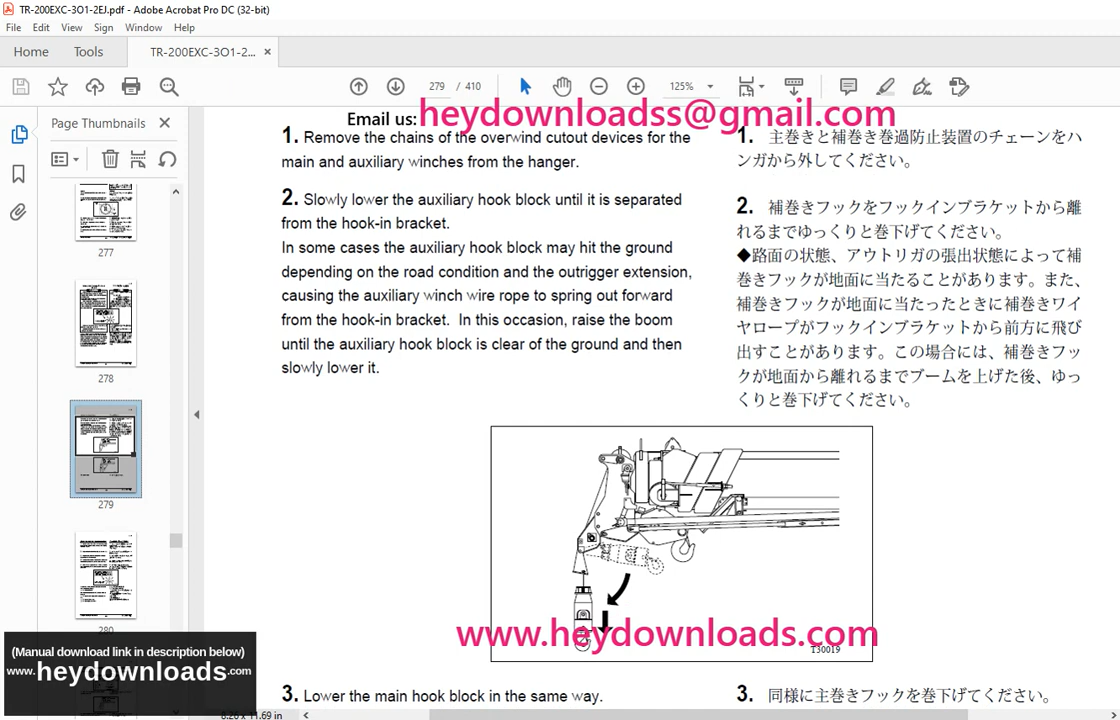 TR-200EXC-3O1-2EJ.pdf - Adobe Acrobat Pro DC (32-bit)
File Edit View Sign Window Help
Home Tools TR-200EXC-3O1-2... ×
279 / 410 125%
Page Thumbnails
277
278
279
280
Email us:heydownloadss@gmail.com
1. Remove the chains of the overwind cutout devices for the
main and auxiliary winches from the hanger.
2. Slowly lower the auxiliary hook block until it is separated
from the hook-in bracket.
In some cases the auxiliary hook block may hit the ground
depending on the road condition and the outrigger extension,
causing the auxiliary winch wire rope to spring out forward
from the hook-in bracket. In this occasion, raise the boom
until the auxiliary hook block is clear of the ground and then
slowly lower it.
1. 主巻きと補巻き巻過防止装置のチェーンをハ
ンガから外してください。
2. 補巻きフックをフックインブラケットから離
れるまでゆっくりと巻下げてください。
◆路面の状態、アウトリガの張出状態によって補
巻きフックが地面に当たることがあります。また、
補巻きフックが地面に当たったときに補巻きワイ
ヤロープがフックインブラケットから前方に飛び
出すことがあります。この場合には、補巻きフッ
クが地面から離れるまでブームを上げた後、ゆっ
くりと巻下げてください。
www.heydownloads.com
T30019
3. Lower the main hook block in the same way.
3. 同様に主巻きフックを巻下げてください。
(Manual download link in description below)
www.heydownloads.com
8.26 x 11.69 in